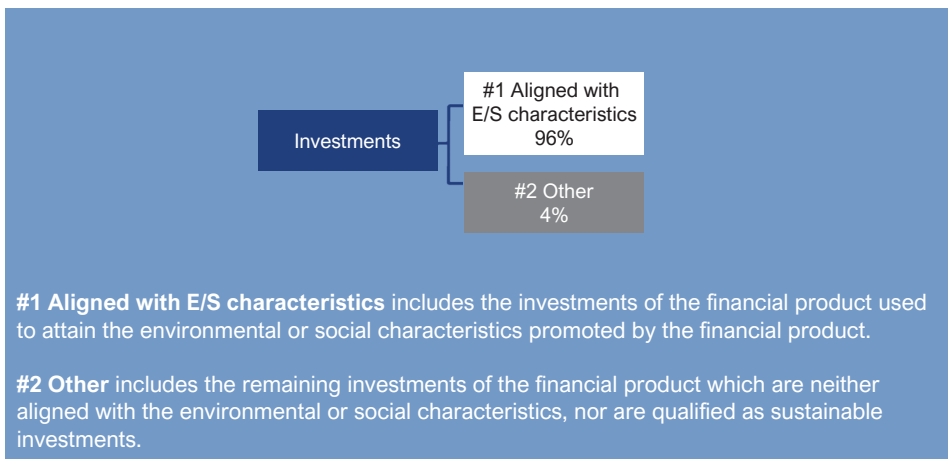 Investments
#1 Aligned with
E/S characteristics
96%
#2 Other
4%
#1 Aligned with E/S characteristics includes the investments of the financial product used
to attain the environmental or social characteristics promoted by the financial product.
#2 Other includes the remaining investments of the financial product which are neither
aligned with the environmental or social characteristics, nor are qualified as sustainable
investments.